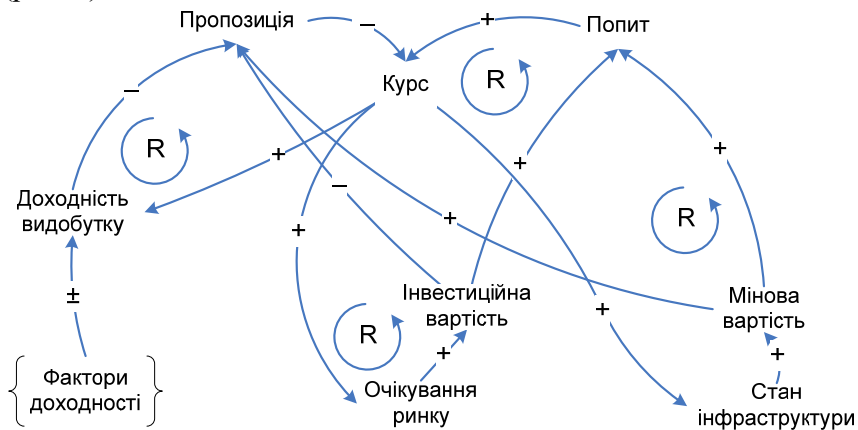 Пропозиція
−
+
Попит
Курс
R
−
R
+
+
−
+
+
Доходність
видобутку
R
+
+
±
Інвестиційна
вартість
Мінова
вартість
+
R
+
+
Фактори
доходності
Очікування
ринку
Стан
інфраструктури